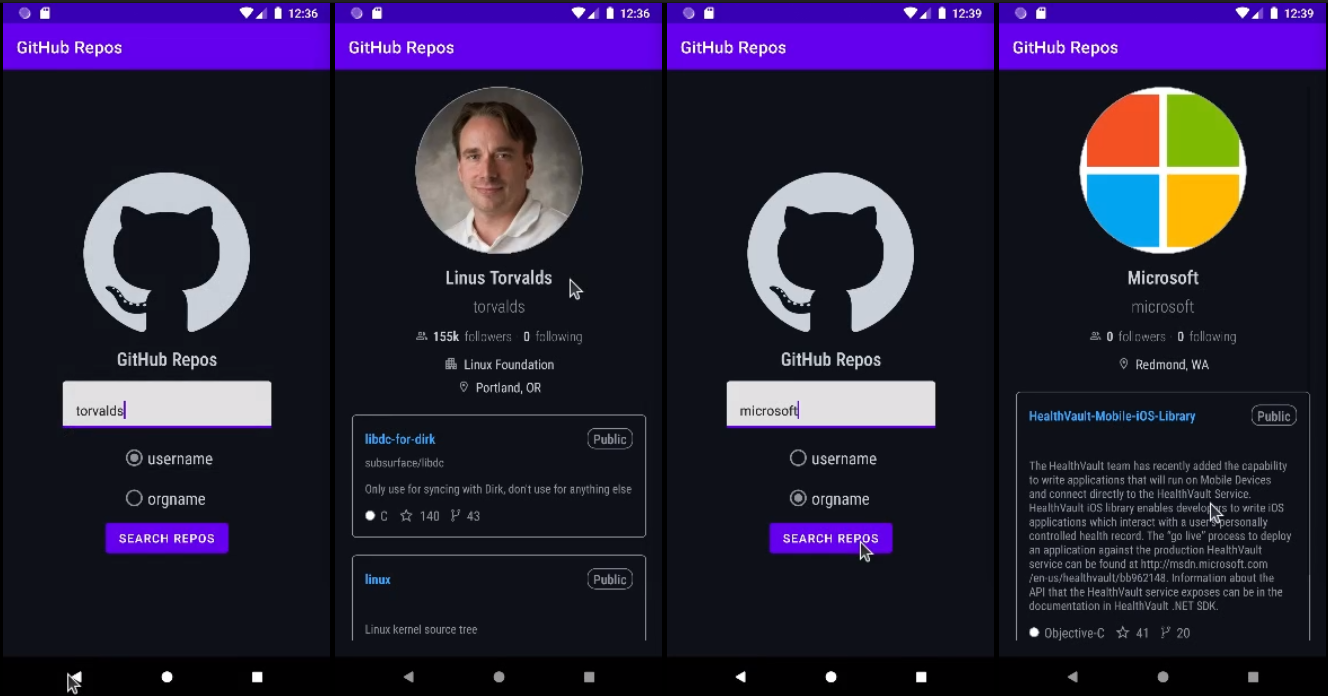 12:36
GitHub Repos
GitHub Repos
torvalds
username
orgname
SEARCH REPOS
12:36
GitHub Repos
Linus Torvalds
torvalds
155k followers · 0 following
Linux Foundation
Portland, OR
libdc-for-dirk Public
subsurface/libdc
Only use for syncing with Dirk, don't use for anything else
C 140 43
linux Public
Linux kernel source tree
12:39
GitHub Repos
GitHub Repos
microsoft
username
orgname
SEARCH REPOS
12:39
GitHub Repos
Microsoft
microsoft
0 followers · 0 following
Redmond, WA
HealthVault-Mobile-iOS-Library Public
The HealthVault team has recently added the capability
to write applications that will run on Mobile Devices
and connect directly to the HealthVault Service.
HealthVault iOS library enables developers to write iOS
applications which interact with a user's personally
controlled health record. The "go live" process to deploy
an application against the production HealthVault
service can be found at http://msdn.microsoft.com
/en-us/healthvault/bb962148. Information about the
API that the HealthVault service exposes can be in the
documentation in HealthVault .NET SDK.
Objective-C 41 20